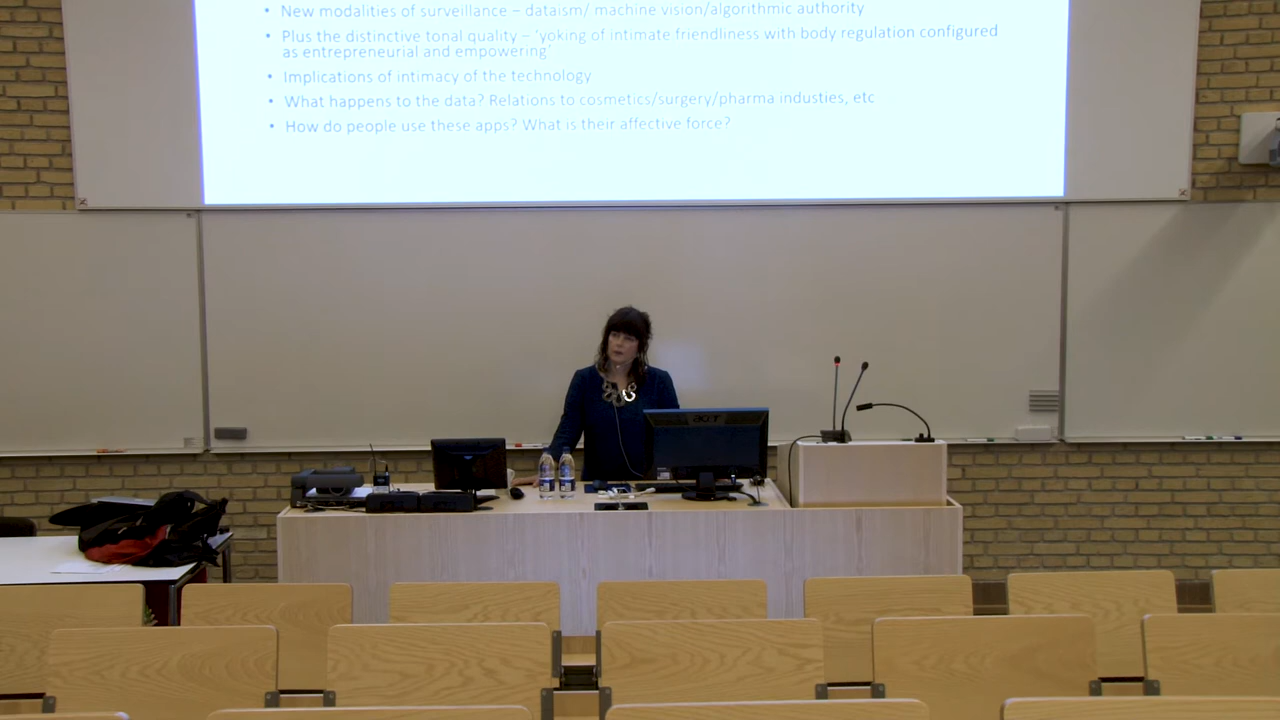 • New modalities of surveillance – dataism/ machine vision/algorithmic authority
• Plus the distinctive tonal quality – 'yoking of intimate friendliness with body regulation configured
as entrepreneurial and empowering'
• Implications of intimacy of the technology
• What happens to the data? Relations to cosmetics/surgery/pharma industies, etc
• How do people use these apps? What is their affective force?
acer